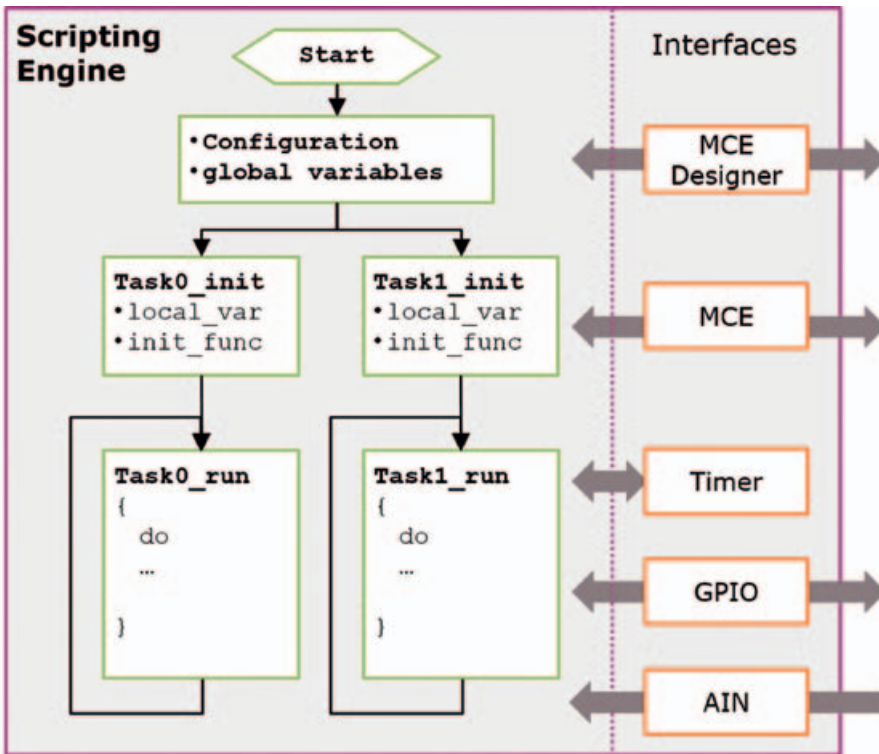 Scripting
Engine
Start
•Configuration
•global variables
Task0_init
•local_var
•init_func
Task1_init
•local_var
•init_func
Task0_run
{
do
…
}
Task1_run
{
do
…
}
Interfaces
MCE
Designer
MCE
Timer
GPIO
AIN